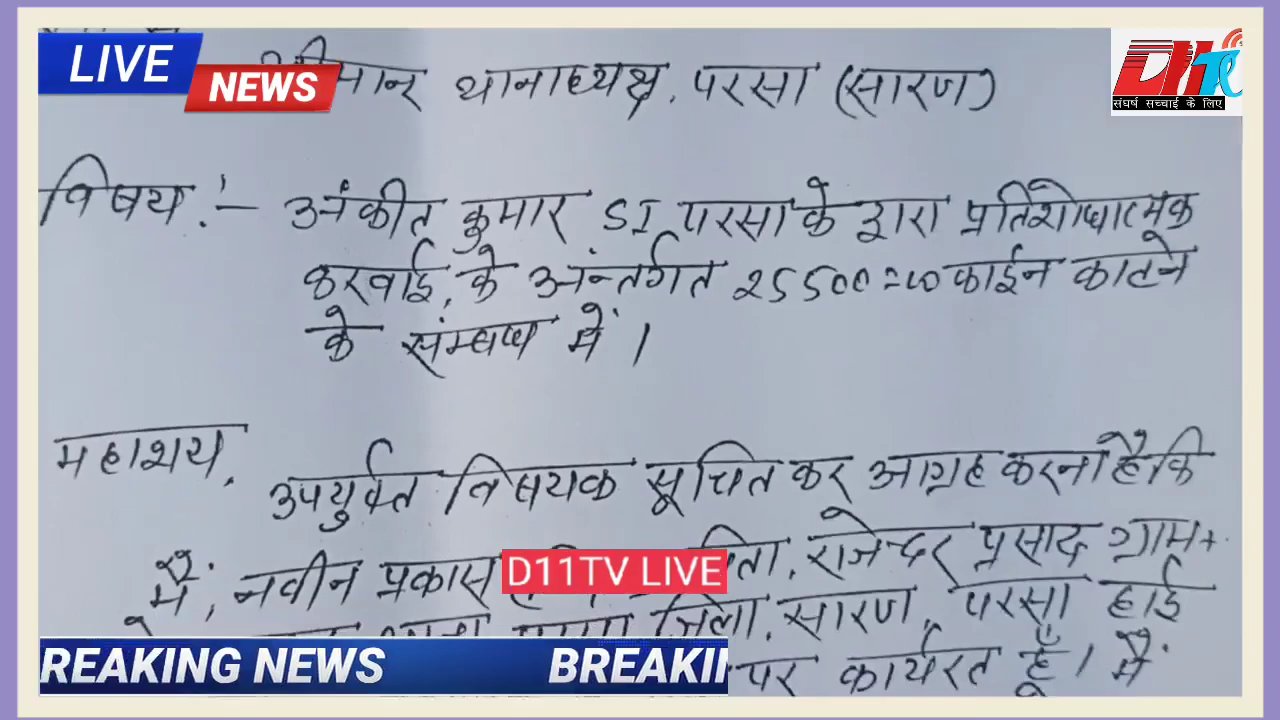 LIVE
NEWS
संघर्ष सच्चाई के लिए
थानाध्यक्ष, परसा (सारण)
विषय :- अंकीत कुमार SI परसा के द्वारा प्रतिशोधात्मक
करवाई, के अंन्तर्गत 25500=00 फाईन काटने
के संम्बध में।
महाशय,
उपर्युक्त विषयक सूचित कर आग्रह करना है कि
मैं, नवीन प्रकास पिता, राजेन्दर प्रसाद ग्राम+
D11TV LIVE
जिला, सारण, परसा हाई
पर कार्यरत हूँ। मैं
REAKING NEWS BREAKI